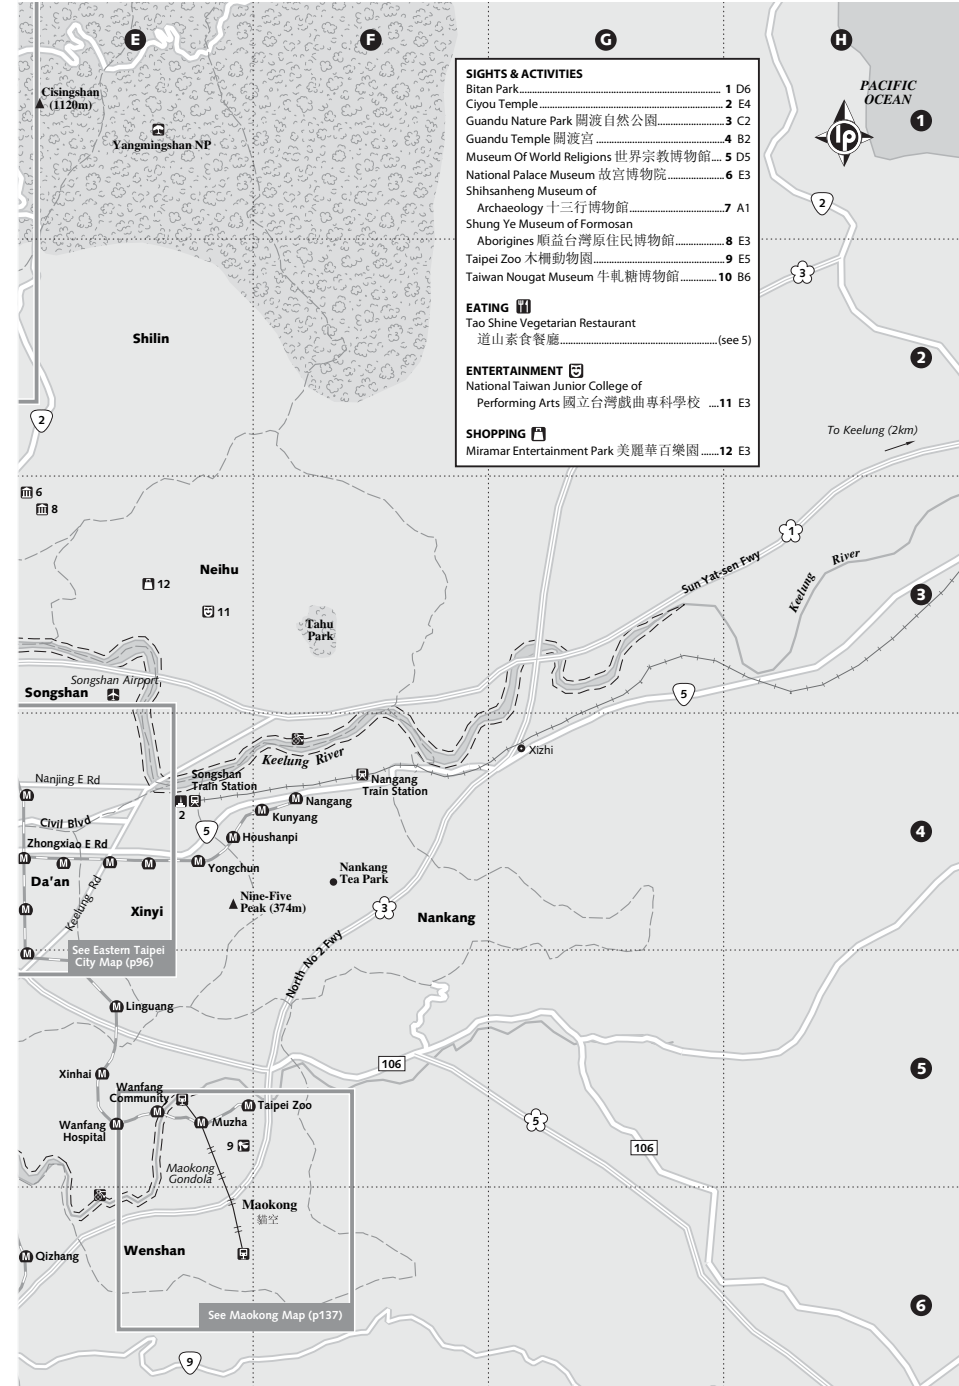 E
F
G
H
SIGHTS & ACTIVITIES
Bitan Park 1 D6
Ciyou Temple 2 E4
Guandu Nature Park 關渡自然公園 3 C2
Guandu Temple 關渡宮 4 B2
Museum Of World Religions 世界宗教博物館 5 D5
National Palace Museum 故宮博物院 6 E3
Shihsanheng Museum of
Archaeology 十三行博物館 7 A1
Shung Ye Museum of Formosan
Aborigines 順益台灣原住民博物館 8 E3
Taipei Zoo 木柵動物園 9 E5
Taiwan Nougat Museum 牛軋糖博物館 10 B6
EATING
Tao Shine Vegetarian Restaurant
道山素食餐廳 (see 5)
ENTERTAINMENT
National Taiwan Junior College of
Performing Arts 國立台灣戲曲專科學校 11 E3
SHOPPING
Miramar Entertainment Park 美麗華百樂園 12 E3
PACIFIC
OCEAN
lp
1
Cisingshan
(1120m)
Yangmingshan NP
2
3
Shilin
2
2
To Keelung (2km)
6
8
1
Neihu
12
11
Sun Yat-sen Fwy
Keelung
River
3
Tahu
Park
Songshan Airport
Songshan
5
Keelung River
Xizhi
Nanjing E Rd
Songshan
Train Station
Nangang
Train Station
M
M Nangang
2
M Kunyang
Civil Blvd
5
M Houshanpi
4
Zhongxiao E Rd
M
M
M
M
M Yongchun
Da'an
Keelung Rd
Nankang
Tea Park
Nine-Five
Peak (374m)
M
Xinyi
3
Nankang
See Eastern Taipei
City Map (p96)
M
North No 2 Fwy
M Linguang
106
5
Xinhai M
Wanfang
Community
M
M Taipei Zoo
Wanfang
Hospital M
M Muzha
5
106
9
Maokong
Gondola
Maokong
貓空
Wenshan
M Qizhang
See Maokong Map (p137)
6
9